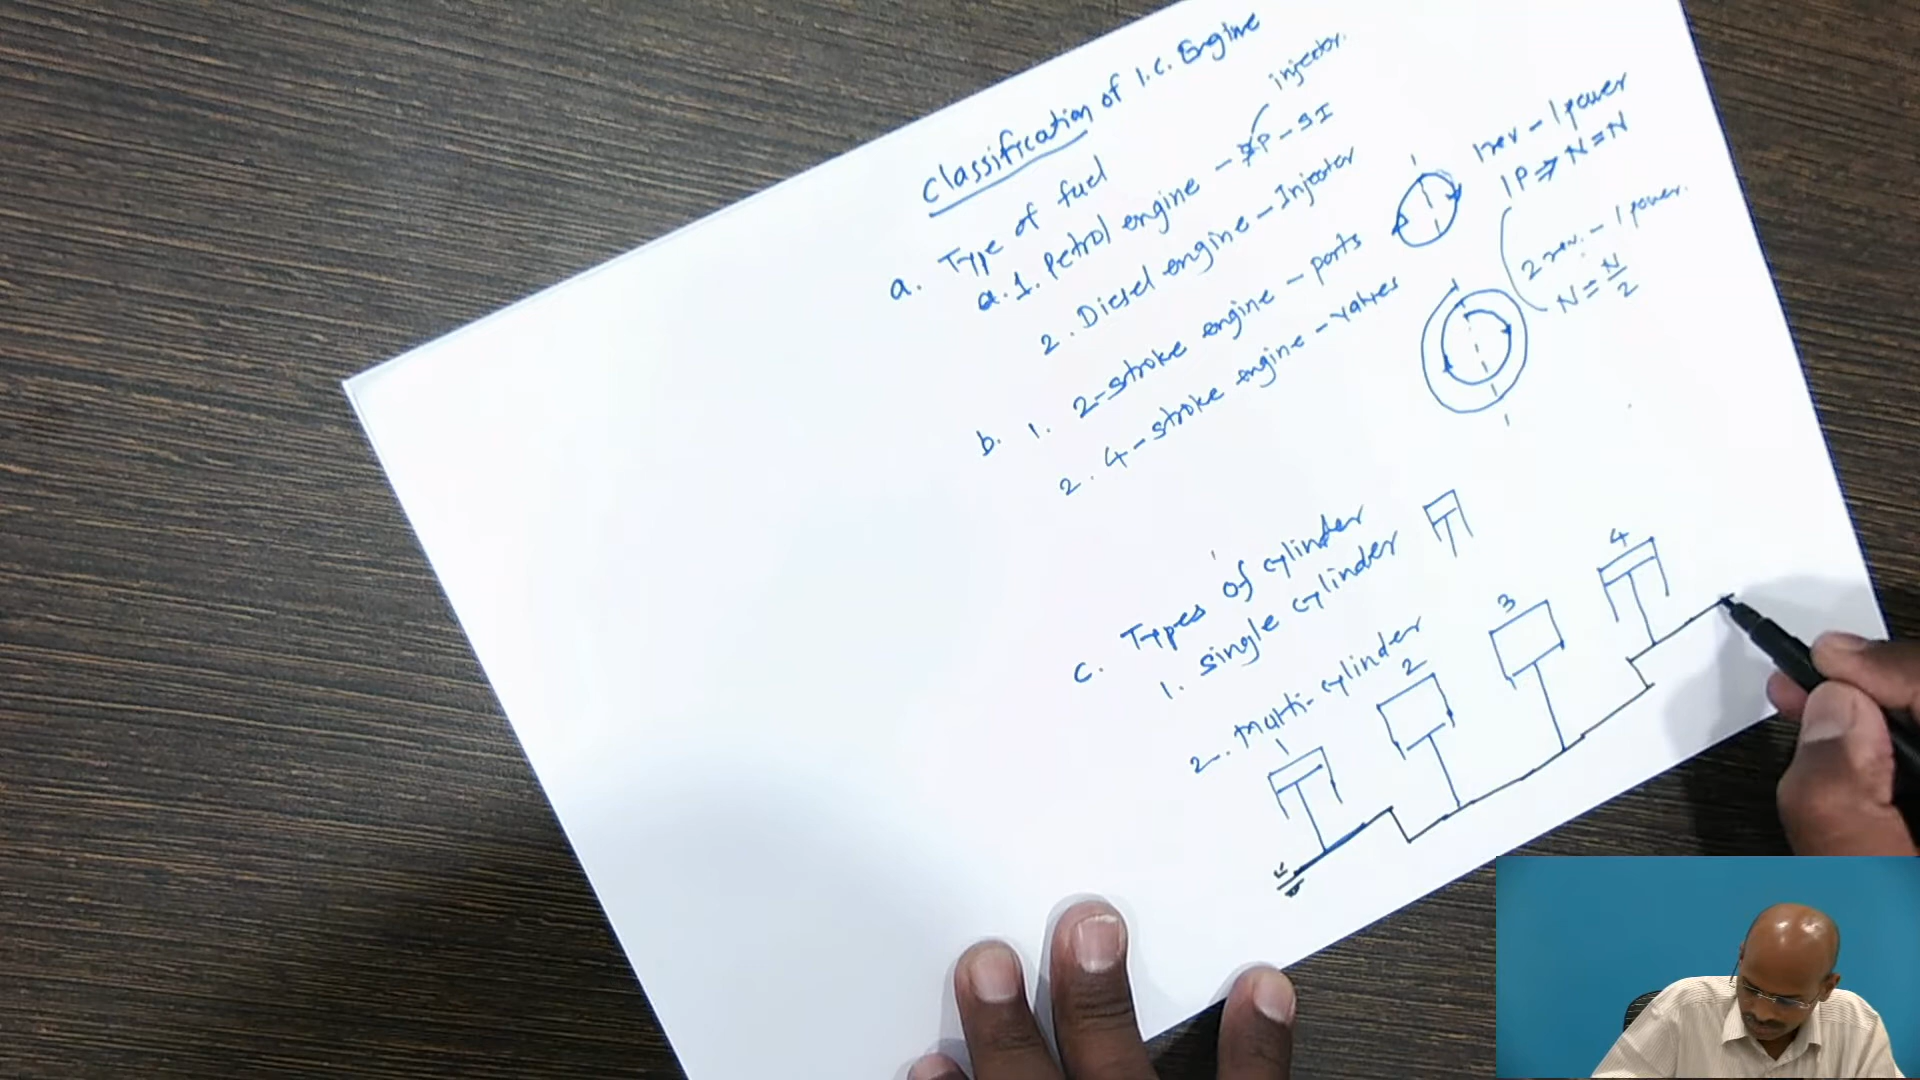 Classification of I.C. Engine
a. Type of fuel
injector.
a.1. Petrol engine - SP - SI
2. Diesel engine - Injector
b. 1. 2-stroke engine - ports
1 rev - 1 power
1P ⇒ N = N
2. 4-stroke engine - valves
2 rev. - 1 power.
N = N/2
c. Types of cylinder
1. single cylinder
2. Multi-cylinder
1 2 3 4